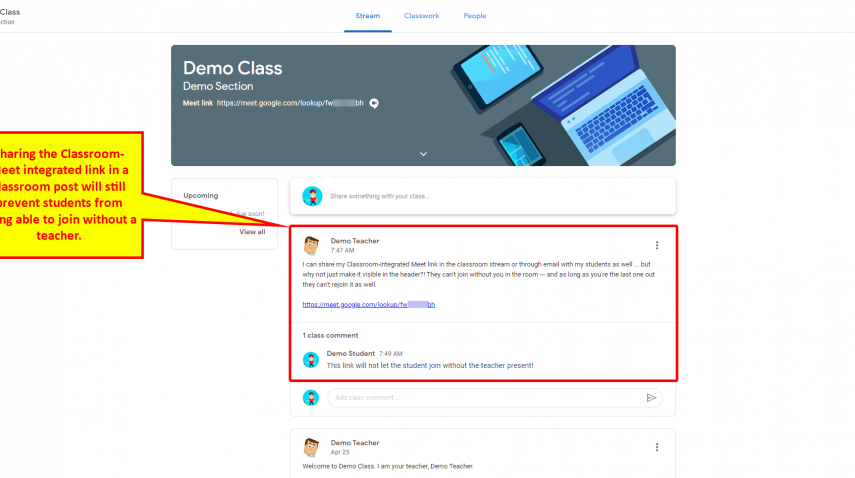 Class
Stream Classwork People
Demo Class
Demo Section
Meet link https://meet.google.com/lookup/fw bh
haring the Classroom-
eet integrated link in a
assroom post will still
prevent students from
ng able to join without a
teacher.
Upcoming
due soon!
View all
Share something with your class...
Demo Teacher
7:47 AM
I can share my Classroom-integrated Meet link in the classroom stream or through email with my students as well ... but
why not just make it visible in the header?! They can't join without you in the room -- and as long as you're the last one out
they can't rejoin it as well.
https://meet.google.com/lookup/fw bh
1 class comment
Demo Student 7:49 AM
This link will not let the student join without the teacher present!
Add class comment...
Demo Teacher
Apr 25
Welcome to Demo Class. I am your teacher, Demo Teacher.